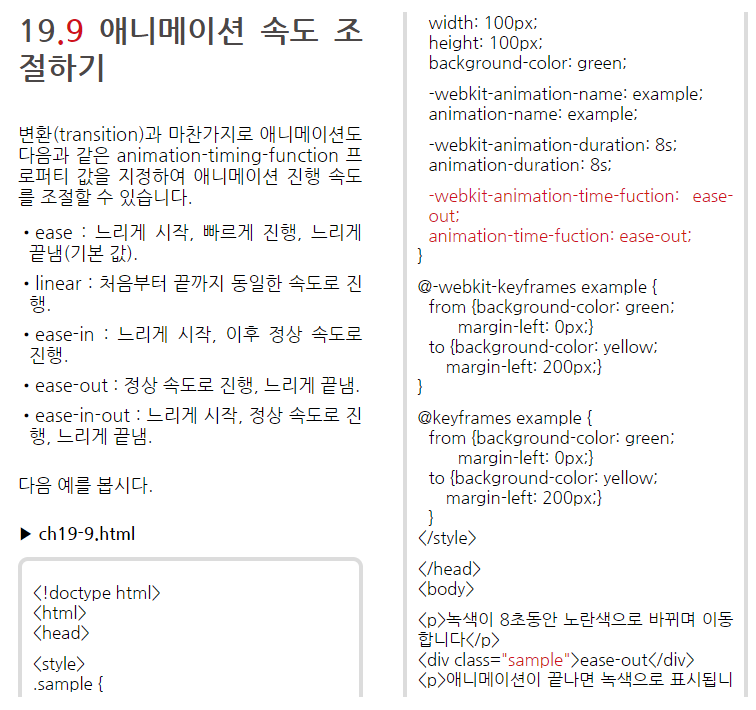 19.9 애니메이션 속도 조
절하기
변환(transition)과 마찬가지로 애니메이션도
다음과 같은 animation-timing-function 프
로퍼티 값을 지정하여 애니메이션 진행 속도
를 조절할 수 있습니다.
• ease : 느리게 시작, 빠르게 진행, 느리게
끝냄(기본 값).
• linear : 처음부터 끝까지 동일한 속도로 진
행.
• ease-in : 느리게 시작, 이후 정상 속도로
진행.
• ease-out : 정상 속도로 진행, 느리게 끝냄.
• ease-in-out : 느리게 시작, 정상 속도로 진
행, 느리게 끝냄.
다음 예를 봅시다.
▶ ch19-9.html
<!doctype html>
<html>
<head>
<style>
.sample {
width: 100px;
height: 100px;
background-color: green;
-webkit-animation-name: example;
animation-name: example;
-webkit-animation-duration: 8s;
animation-duration: 8s;
-webkit-animation-time-fuction: ease-
out;
animation-time-fuction: ease-out;
}
@-webkit-keyframes example {
from {background-color: green;
margin-left: 0px;}
to {background-color: yellow;
margin-left: 200px;}
}
@keyframes example {
from {background-color: green;
margin-left: 0px;}
to {background-color: yellow;
margin-left: 200px;}
}
</style>
</head>
<body>
<p>녹색이 8초동안 노란색으로 바뀌며 이동
합니다</p>
<div class="sample">ease-out</div>
<p>애니메이션이 끝나면 녹색으로 표시됩니